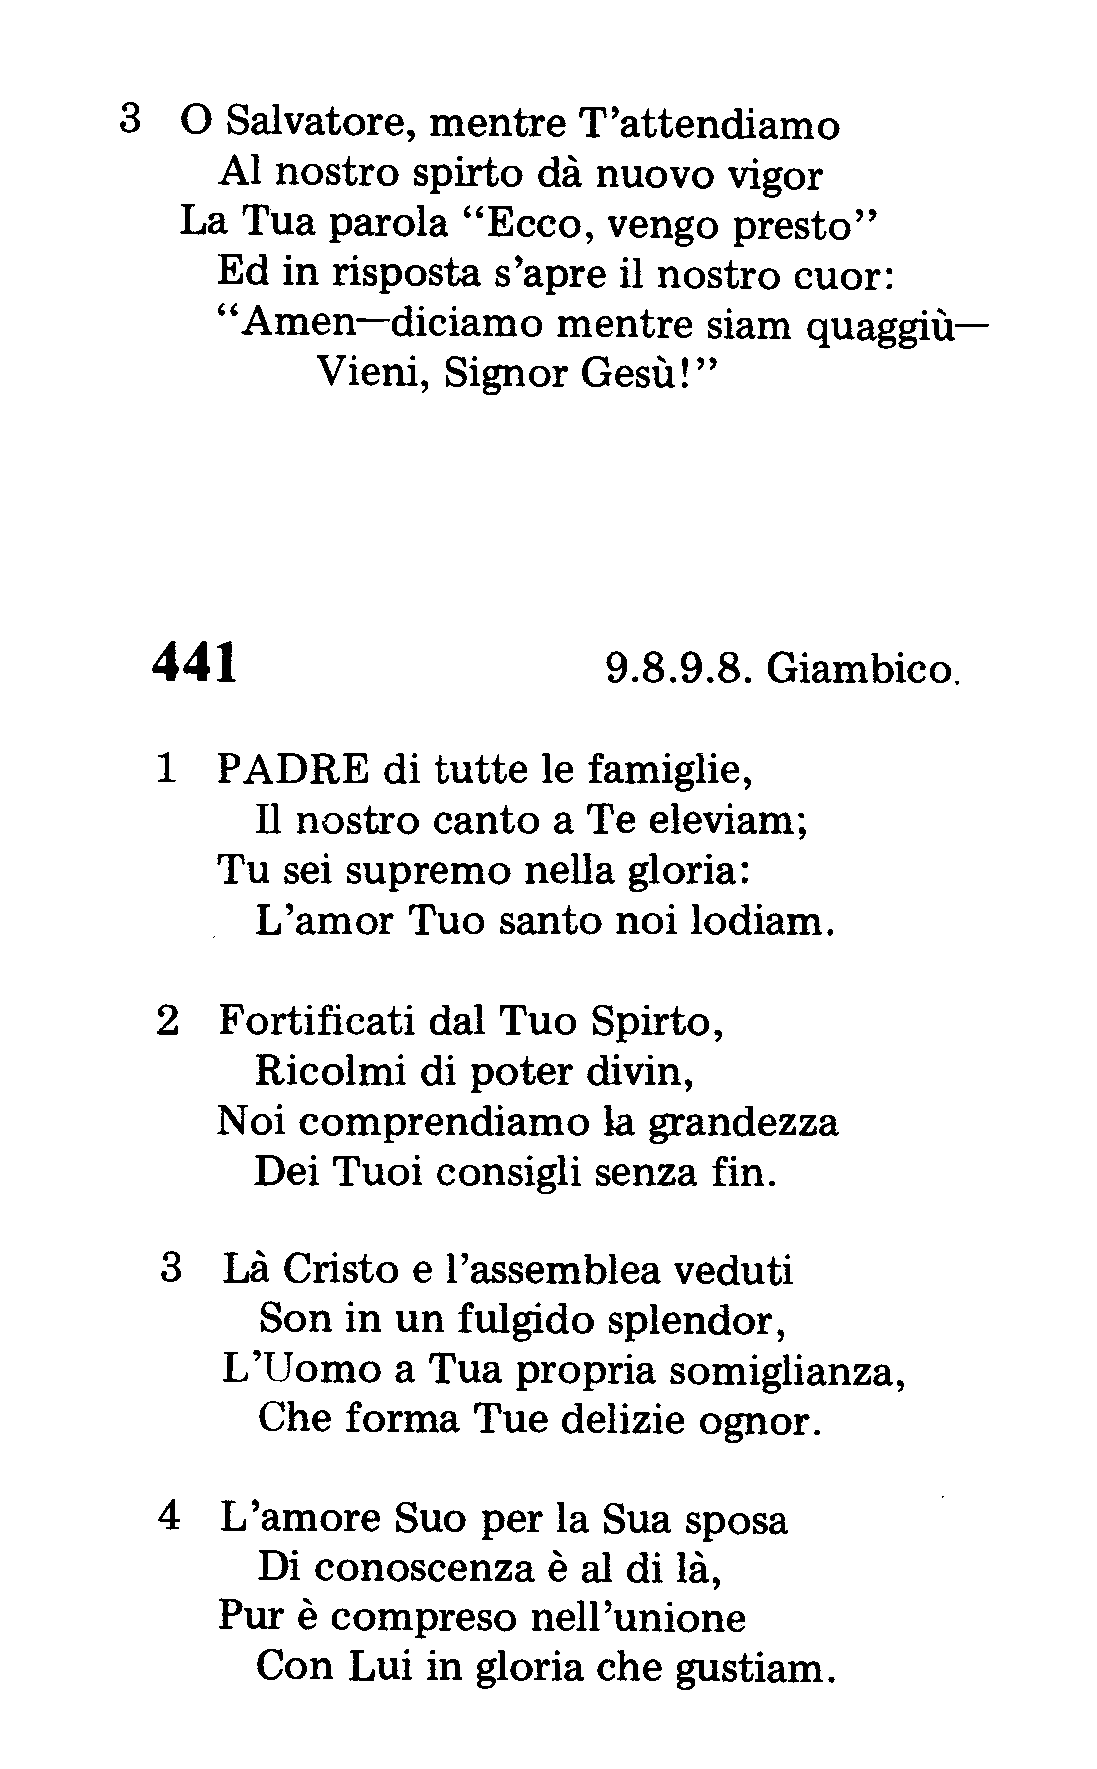 3 O Salvatore, mentre T’attendiamo
Al nostro spirto dà nuovo vigor
La Tua parola “Ecco, vengo presto”
Ed in risposta s’apre il nostro cuor:
“Amen—diciamo mentre siam quaggiù—
Vieni, Signor Gesù!”
441 9.8.9.8. Giambico.
1 PADRE di tutte le famiglie,
Il nostro canto a Te eleviam;
Tu sei supremo nella gloria:
L’amor Tuo santo noi lodiam.
2 Fortificati dal Tuo Spirto,
Ricolmi di poter divin,
Noi comprendiamo la grandezza
Dei Tuoi consigli senza fin.
3 Là Cristo e l’assemblea veduti
Son in un fulgido splendor,
L’Uomo a Tua propria somiglianza,
Che forma Tue delizie ognor.
4 L’amore Suo per la Sua sposa
Di conoscenza è al di là,
Pur è compreso nell’unione
Con Lui in gloria che gustiam.